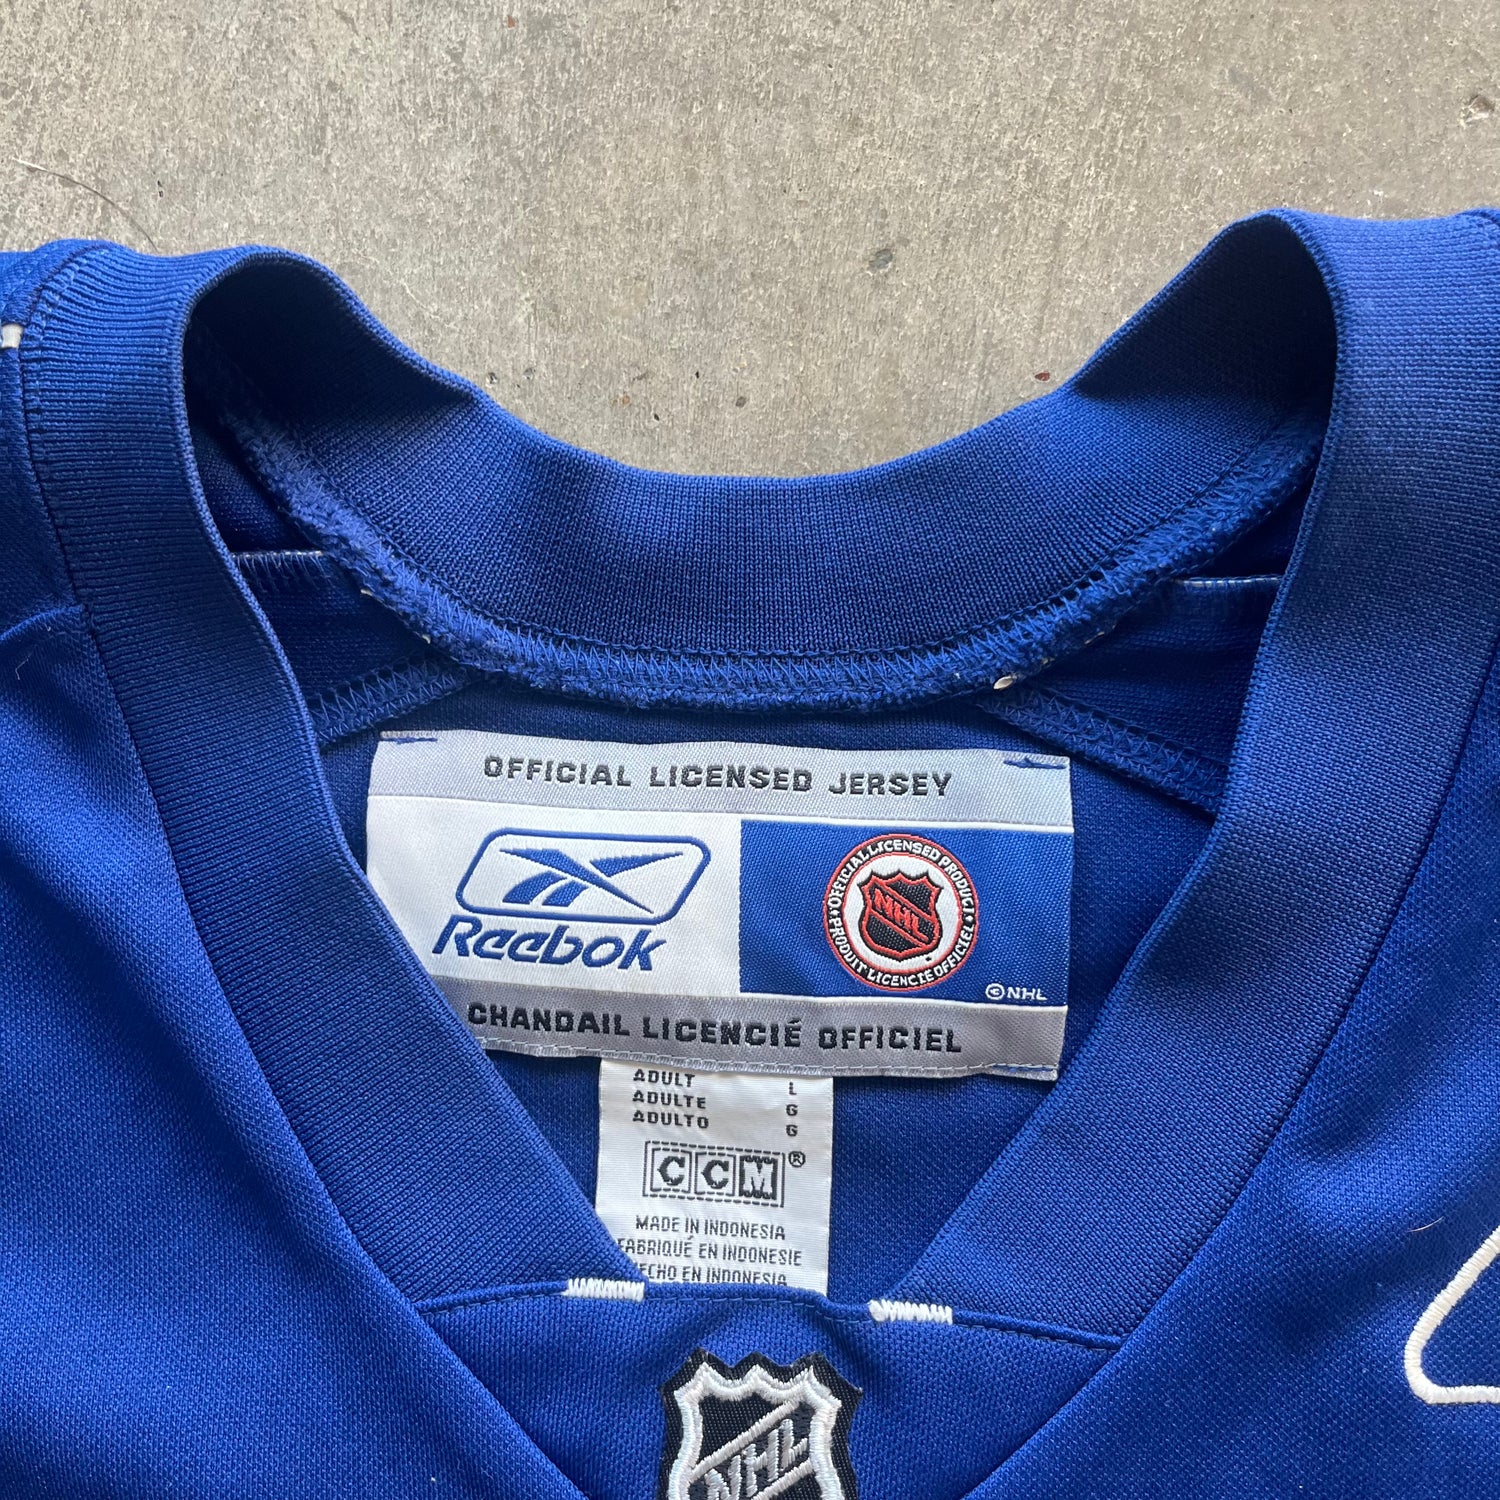 OFFICIAL LICENSED JERSEY
Reebok
OFFICIAL LICENSED PRODUCT
PRODUIT LICENCIÉ OFFICIEL
NHL
©NHL
CHANDAIL LICENCIÉ OFFICIEL
ADULT L
ADULTE G
ADULTO G
CCM®
MADE IN INDONESIA
FABRIQUÉ EN INDONESIE
ECHO EN INDONESIA
NHL